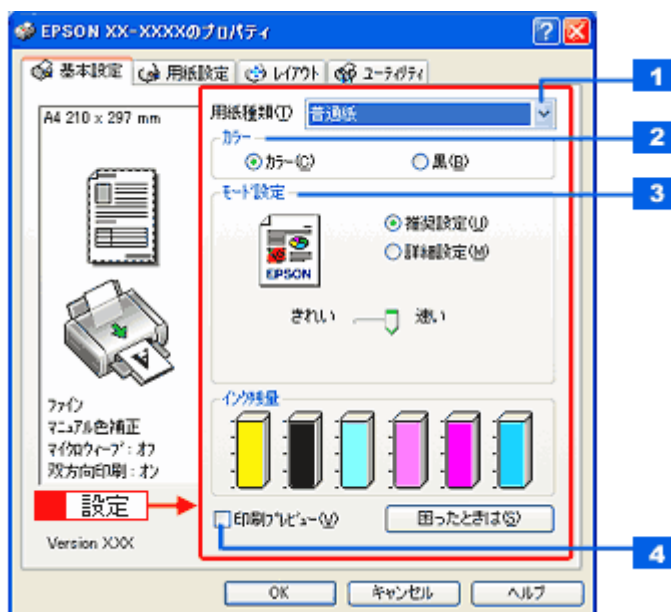 EPSON XX-XXXXのプロパティ
基本設定
用紙設定
レイアウト
ユーティリティ
A4 210 x 297 mm
用紙種類(T)
普通紙
1
カラー
2
カラー(C)
黒(B)
モード設定
3
推奨設定(U)
詳細設定(M)
EPSON
きれい
速い
ファイン
マニュアル色補正
マイクロウィーブ：オフ
双方向印刷：オン
インク残量
設定
印刷プレビュー(V)
困ったときは(S)
Version XXX
4
OK
キャンセル
ヘルプ